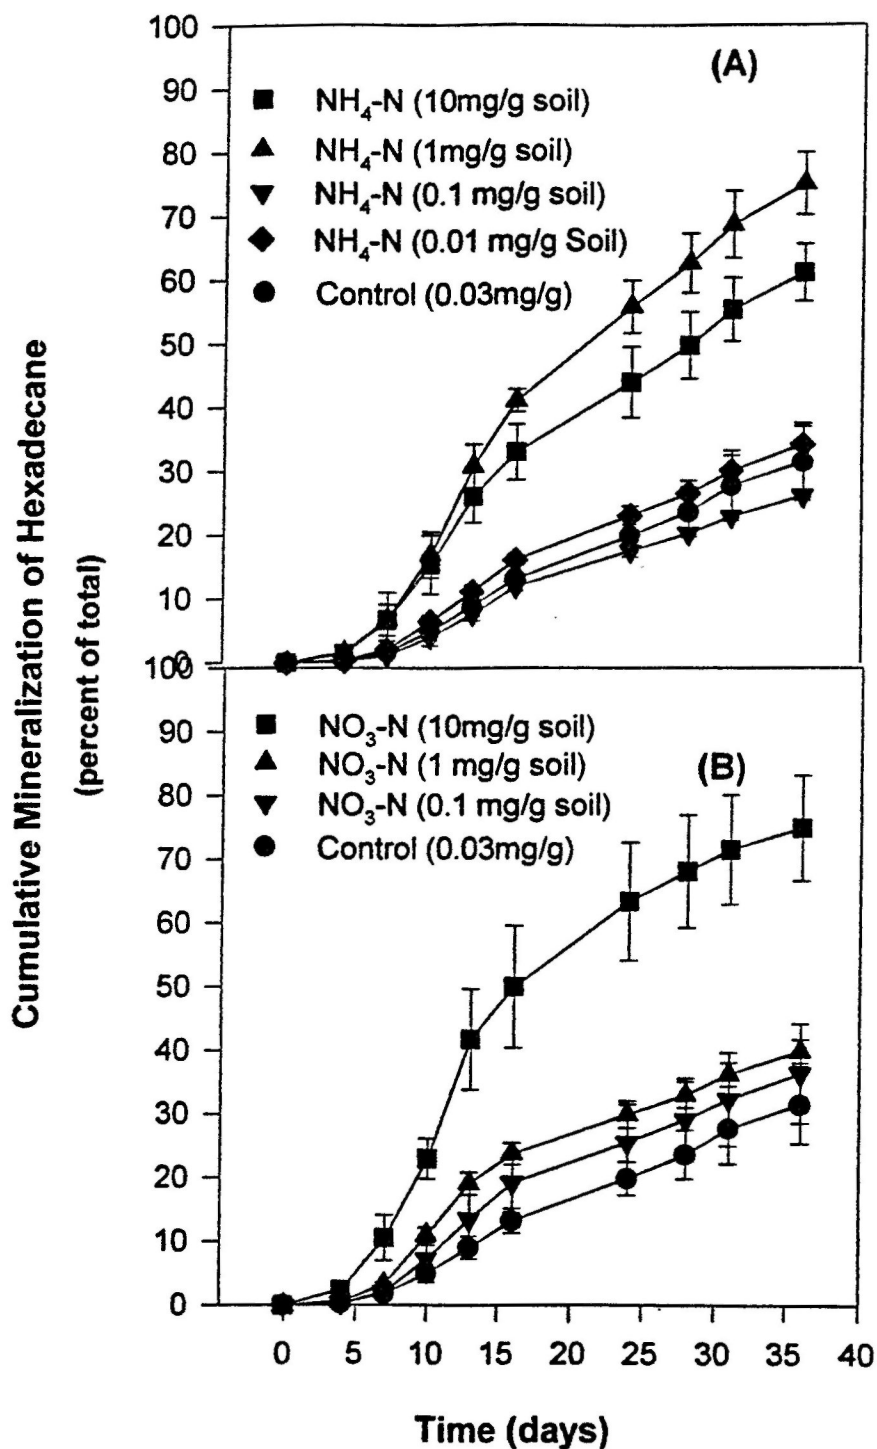 100
(A)
90
NH₄-N (10mg/g soil)
80
NH₄-N (1mg/g soil)
NH₄-N (0.1 mg/g soil)
70
NH₄-N (0.01 mg/g Soil)
60
Control (0.03mg/g)
50
40
30
20
10
0
Cumulative Mineralization of Hexadecane
(percent of total)
100
90
NO₃-N (10mg/g soil)
(B)
80
NO₃-N (1 mg/g soil)
NO₃-N (0.1 mg/g soil)
70
Control (0.03mg/g)
60
50
40
30
20
10
0
0 5 10 15 20 25 30 35 40
Time (days)